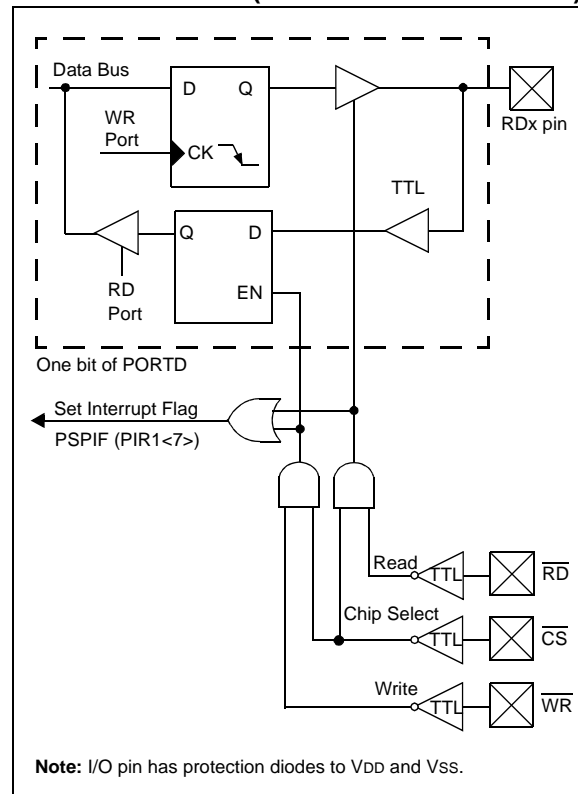 Data Bus
D Q
RDx pin
WR
Port
CK
TTL
Q D
RD
Port
EN
One bit of PORTD
Set Interrupt Flag
PSPIF (PIR1<7>)
Read
TTL
RD
Chip Select
TTL
CS
Write
TTL
WR
Note: I/O pin has protection diodes to VDD and VSS.